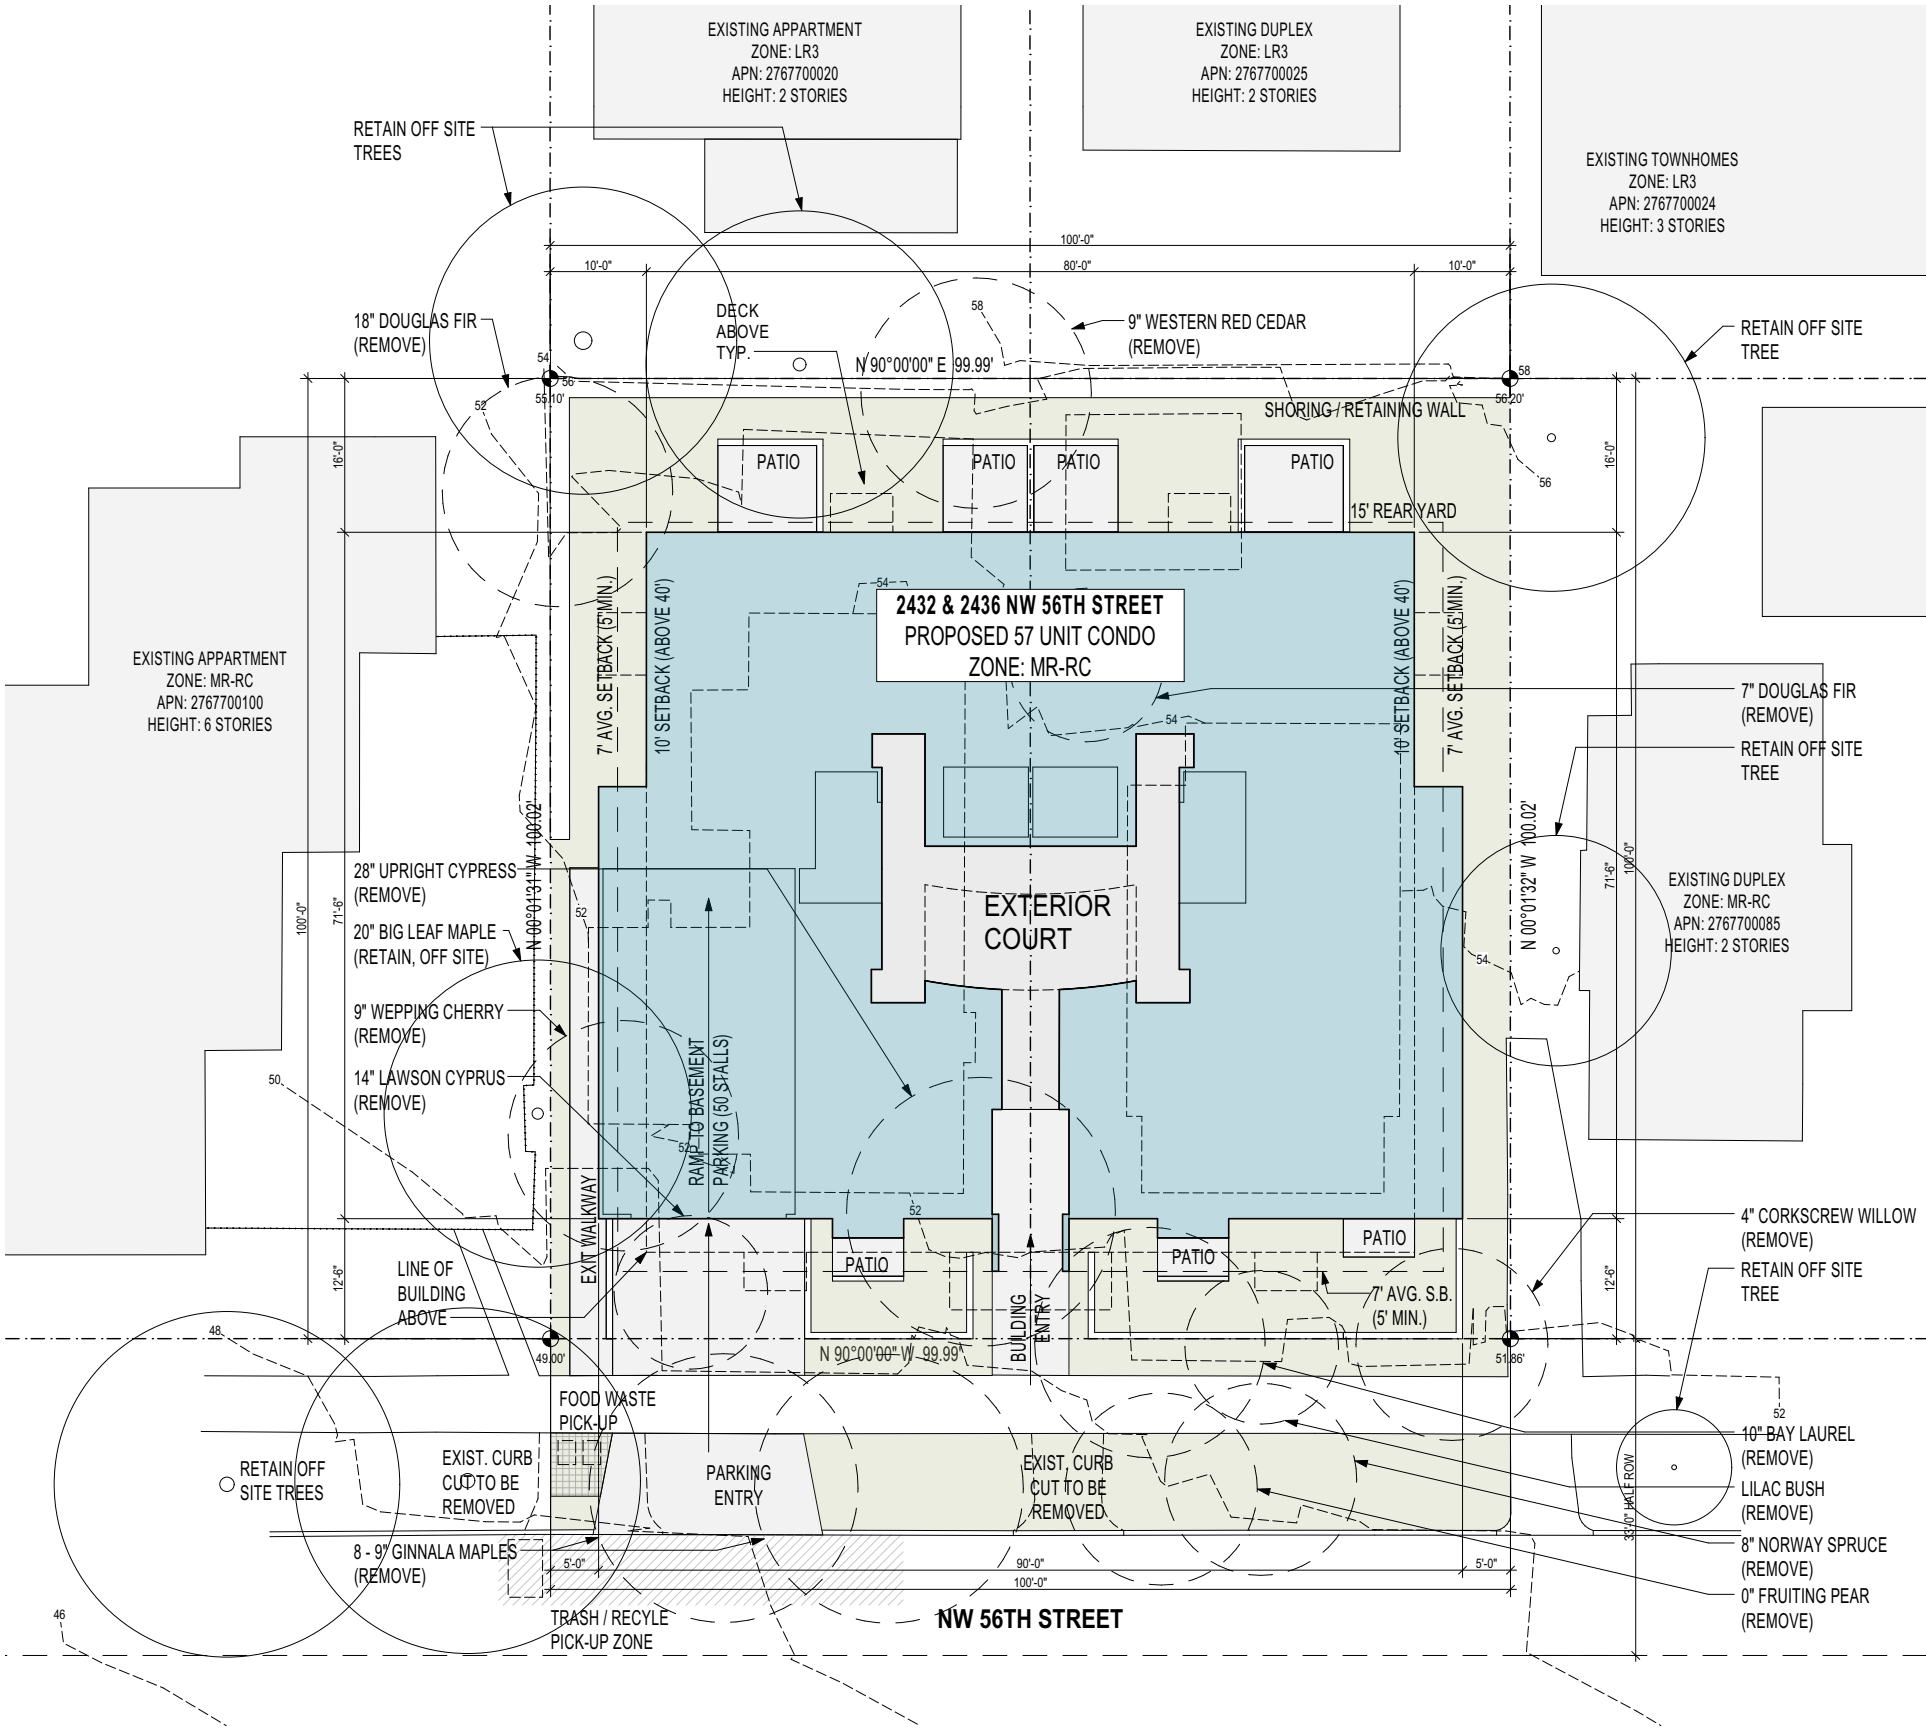 EXISTING APPARTMENT
ZONE: LR3
APN: 2767700020
HEIGHT: 2 STORIES
EXISTING DUPLEX
ZONE: LR3
APN: 2767700025
HEIGHT: 2 STORIES
EXISTING TOWNHOMES
ZONE: LR3
APN: 2767700024
HEIGHT: 3 STORIES
RETAIN OFF SITE
TREES
100'-0"
10'-0"
80'-0"
10'-0"
18" DOUGLAS FIR
(REMOVE)
DECK
ABOVE
TYP.
58
9" WESTERN RED CEDAR
(REMOVE)
RETAIN OFF SITE
TREE
N 90°00'00" E 99.99'
54
56
55.10'
52
58
56.20'
SHORING / RETAINING WALL
16'-0"
PATIO
PATIO
PATIO
PATIO
16'-0"
56
15' REAR YARD
7' AVG. SETBACK (5'MIN.)
10' SETBACK (ABOVE 40')
54
2432 & 2436 NW 56TH STREET
PROPOSED 57 UNIT CONDO
ZONE: MR-RC
10' SETBACK (ABOVE 40')
7' AVG. SETBACK (5'MIN.)
EXISTING APPARTMENT
ZONE: MR-RC
APN: 2767700100
HEIGHT: 6 STORIES
54
7" DOUGLAS FIR
(REMOVE)
RETAIN OFF SITE
TREE
N 00°01'31" W 100.02'
N 00°01'32" W 100.02'
28" UPRIGHT CYPRESS
(REMOVE)
100'-0"
71'-6"
52
20" BIG LEAF MAPLE
(RETAIN, OFF SITE)
EXTERIOR
COURT
71'-6"
100'-0"
EXISTING DUPLEX
ZONE: MR-RC
APN: 2767700085
HEIGHT: 2 STORIES
54
9" WEPPING CHERRY
(REMOVE)
50
14" LAWSON CYPRUS
(REMOVE)
RAMP TO BASEMENT
PARKING (50 STALLS)
52
EXIT WALKWAY
52
4" CORKSCREW WILLOW
(REMOVE)
LINE OF
BUILDING
ABOVE
12'-6"
PATIO
PATIO
PATIO
7' AVG. S.B.
(5' MIN.)
12'-6"
RETAIN OFF SITE
TREE
BUILDING
ENTRY
48
49.00'
N 90°00'00" W 99.99'
51.86'
FOOD WASTE
PICK-UP
52
10" BAY LAUREL
(REMOVE)
RETAIN OFF
SITE TREES
EXIST. CURB
CUT TO BE
REMOVED
PARKING
ENTRY
EXIST. CURB
CUT TO BE
REMOVED
LILAC BUSH
(REMOVE)
33'-0" HALF ROW
8 - 9" GINNALA MAPLES
(REMOVE)
5'-0"
90'-0"
5'-0"
100'-0"
8" NORWAY SPRUCE
(REMOVE)
0" FRUITING PEAR
(REMOVE)
46
TRASH / RECYLE
PICK-UP ZONE
NW 56TH STREET